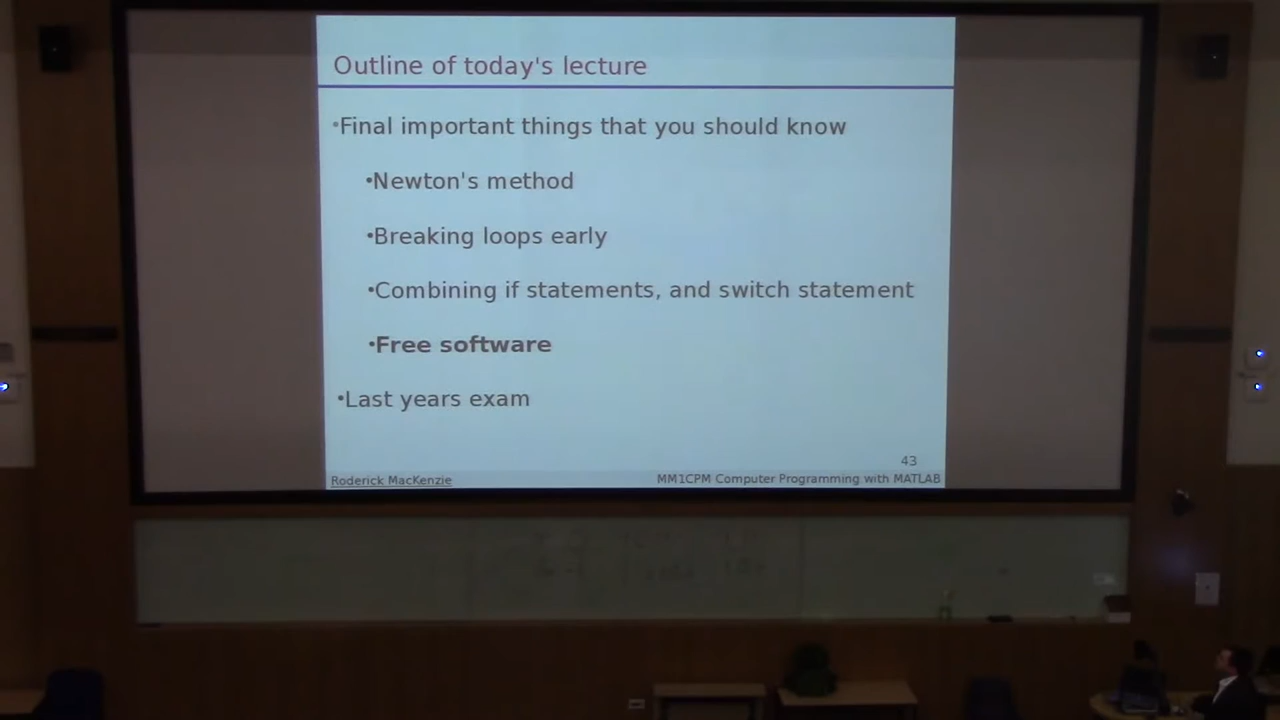 Outline of today's lecture
•Final important things that you should know
•Newton's method
•Breaking loops early
•Combining if statements, and switch statement
•Free software
•Last years exam
43
Roderick MacKenzie
MM1CPM Computer Programming with MATLAB